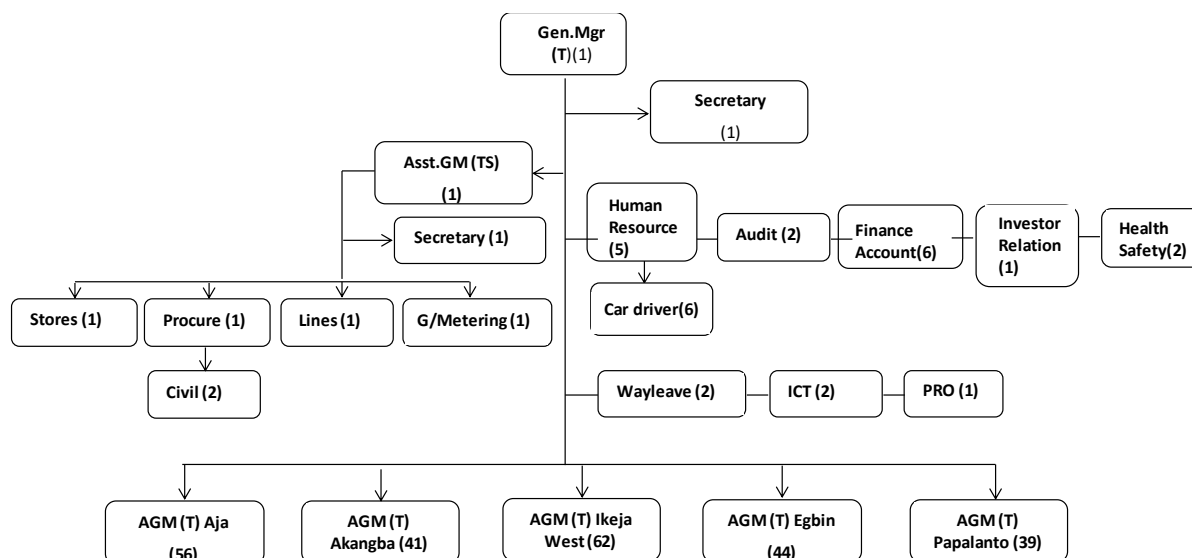 Gen.Mgr
(T)(1)
Secretary
(1)
Asst.GM (TS)
(1)
Secretary (1)
Human
Resource
(5)
Audit (2)
Finance
Account(6)
Investor
Relation
(1)
Health
Safety(2)
Car driver(6)
Stores (1)
Procure (1)
Lines (1)
G/Metering (1)
Civil (2)
Wayleave (2)
ICT (2)
PRO (1)
AGM (T) Aja
(56)
AGM (T)
Akangba (41)
AGM (T) Ikeja
West (62)
AGM (T) Egbin
(44)
AGM (T)
Papalanto (39)